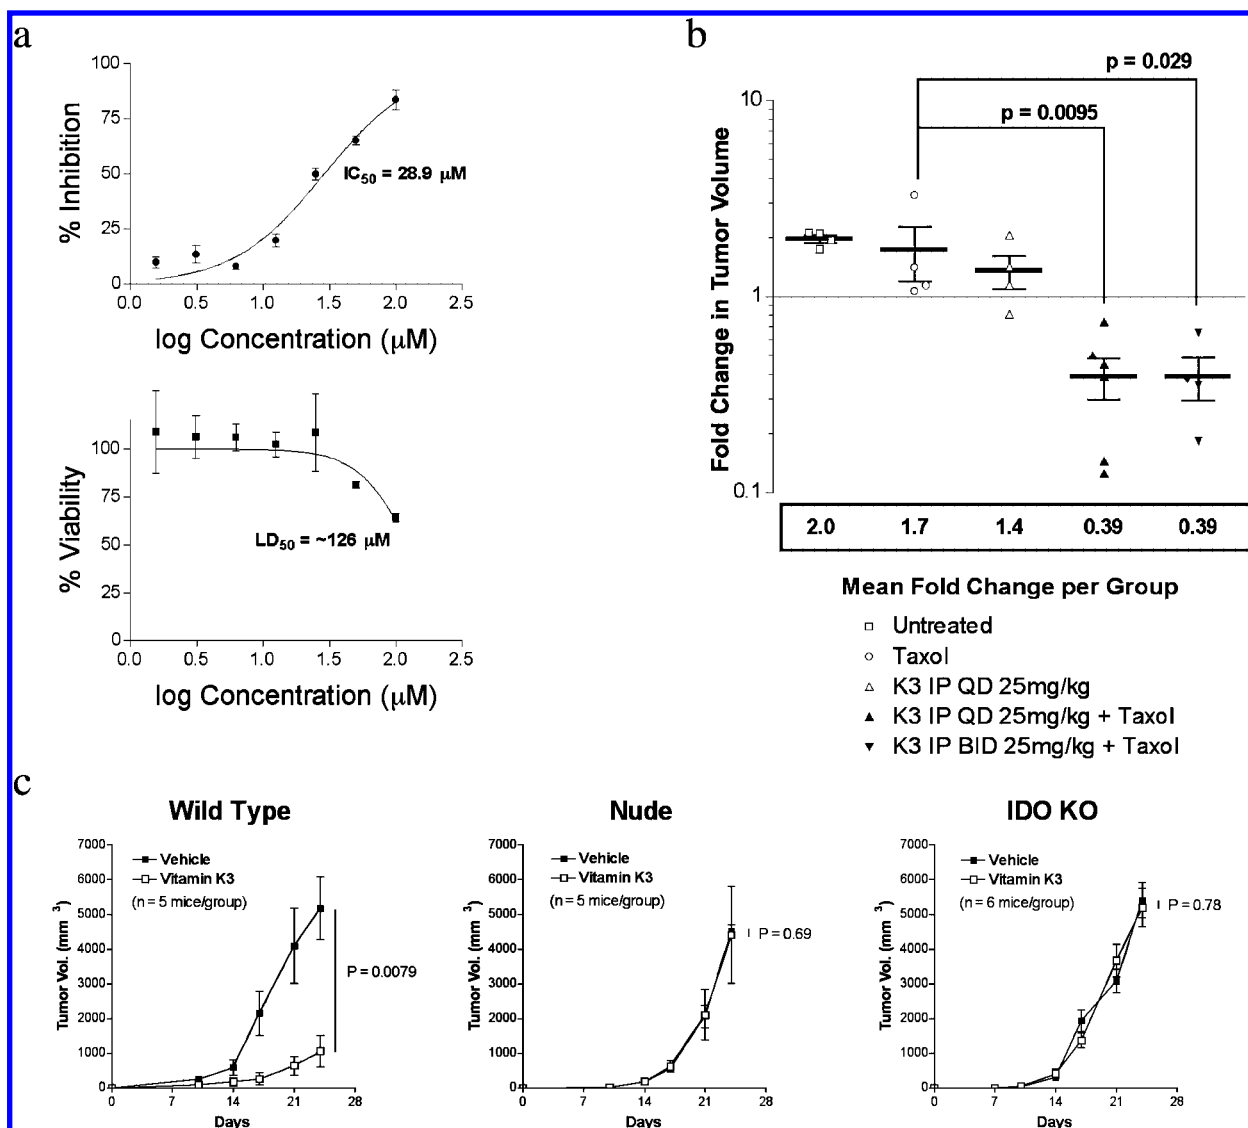 a
100
75
50
25
0
% Inhibition
IC50 = 28.9 µM
0.0 0.5 1.0 1.5 2.0 2.5
log Concentration (µM)
100
75
50
25
0
% Viability
LD50 = ~126 µM
0.0 0.5 1.0 1.5 2.0 2.5
log Concentration (µM)
b
p = 0.029
p = 0.0095
10
1
0.1
Fold Change in Tumor Volume
2.0 1.7 1.4 0.39 0.39
Mean Fold Change per Group
Untreated
Taxol
K3 IP QD 25mg/kg
K3 IP QD 25mg/kg + Taxol
K3 IP BID 25mg/kg + Taxol
c
Wild Type
7000
6000
5000
4000
3000
2000
1000
0
Tumor Vol. (mm3)
Vehicle
Vitamin K3
(n = 5 mice/group)
P = 0.0079
0 7 14 21 28
Days
Nude
7000
6000
5000
4000
3000
2000
1000
0
Tumor Vol. (mm3)
Vehicle
Vitamin K3
(n = 5 mice/group)
P = 0.69
0 7 14 21 28
Days
IDO KO
7000
6000
5000
4000
3000
2000
1000
0
Tumor Vol. (mm3)
Vehicle
Vitamin K3
(n = 6 mice/group)
P = 0.78
0 7 14 21 28
Days